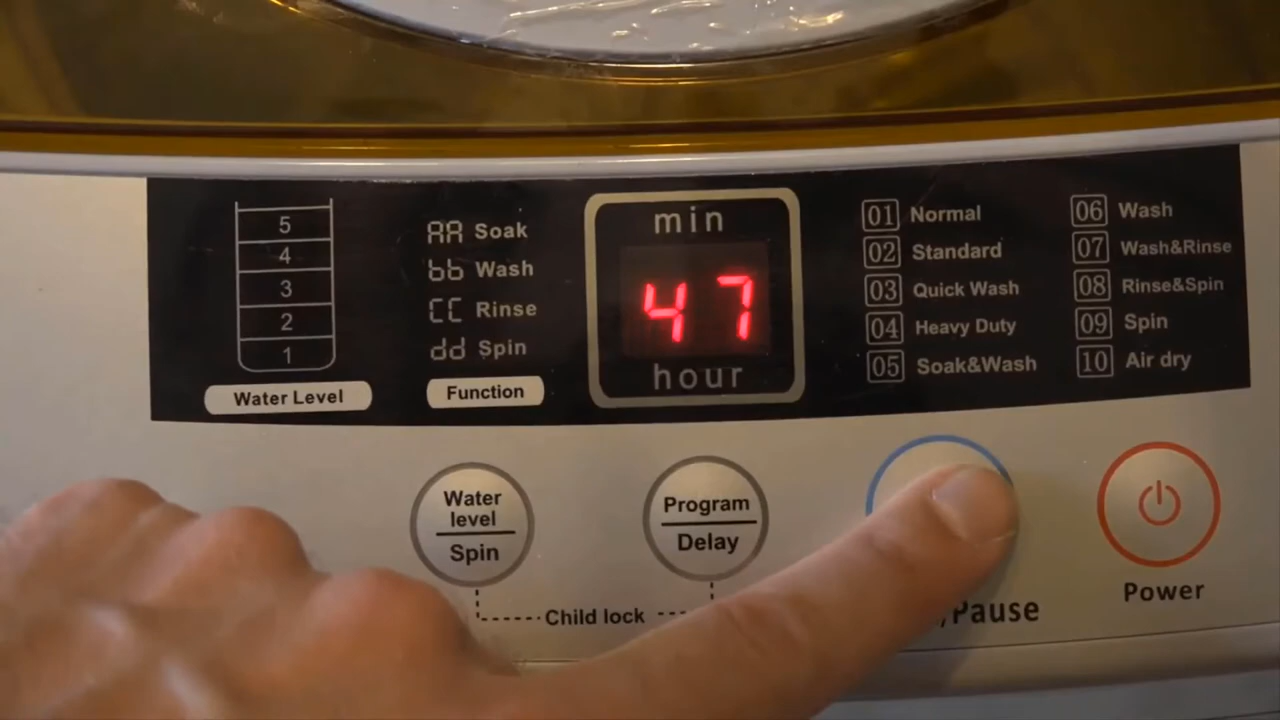 5
4
3
2
1
Water Level
AA Soak
bb Wash
CC Rinse
dd Spin
Function
min
47
hour
01 Normal
02 Standard
03 Quick Wash
04 Heavy Duty
05 Soak&Wash
06 Wash
07 Wash&Rinse
08 Rinse&Spin
09 Spin
10 Air dry
Water
level
Spin
Program
Delay
Child lock
/Pause
Power